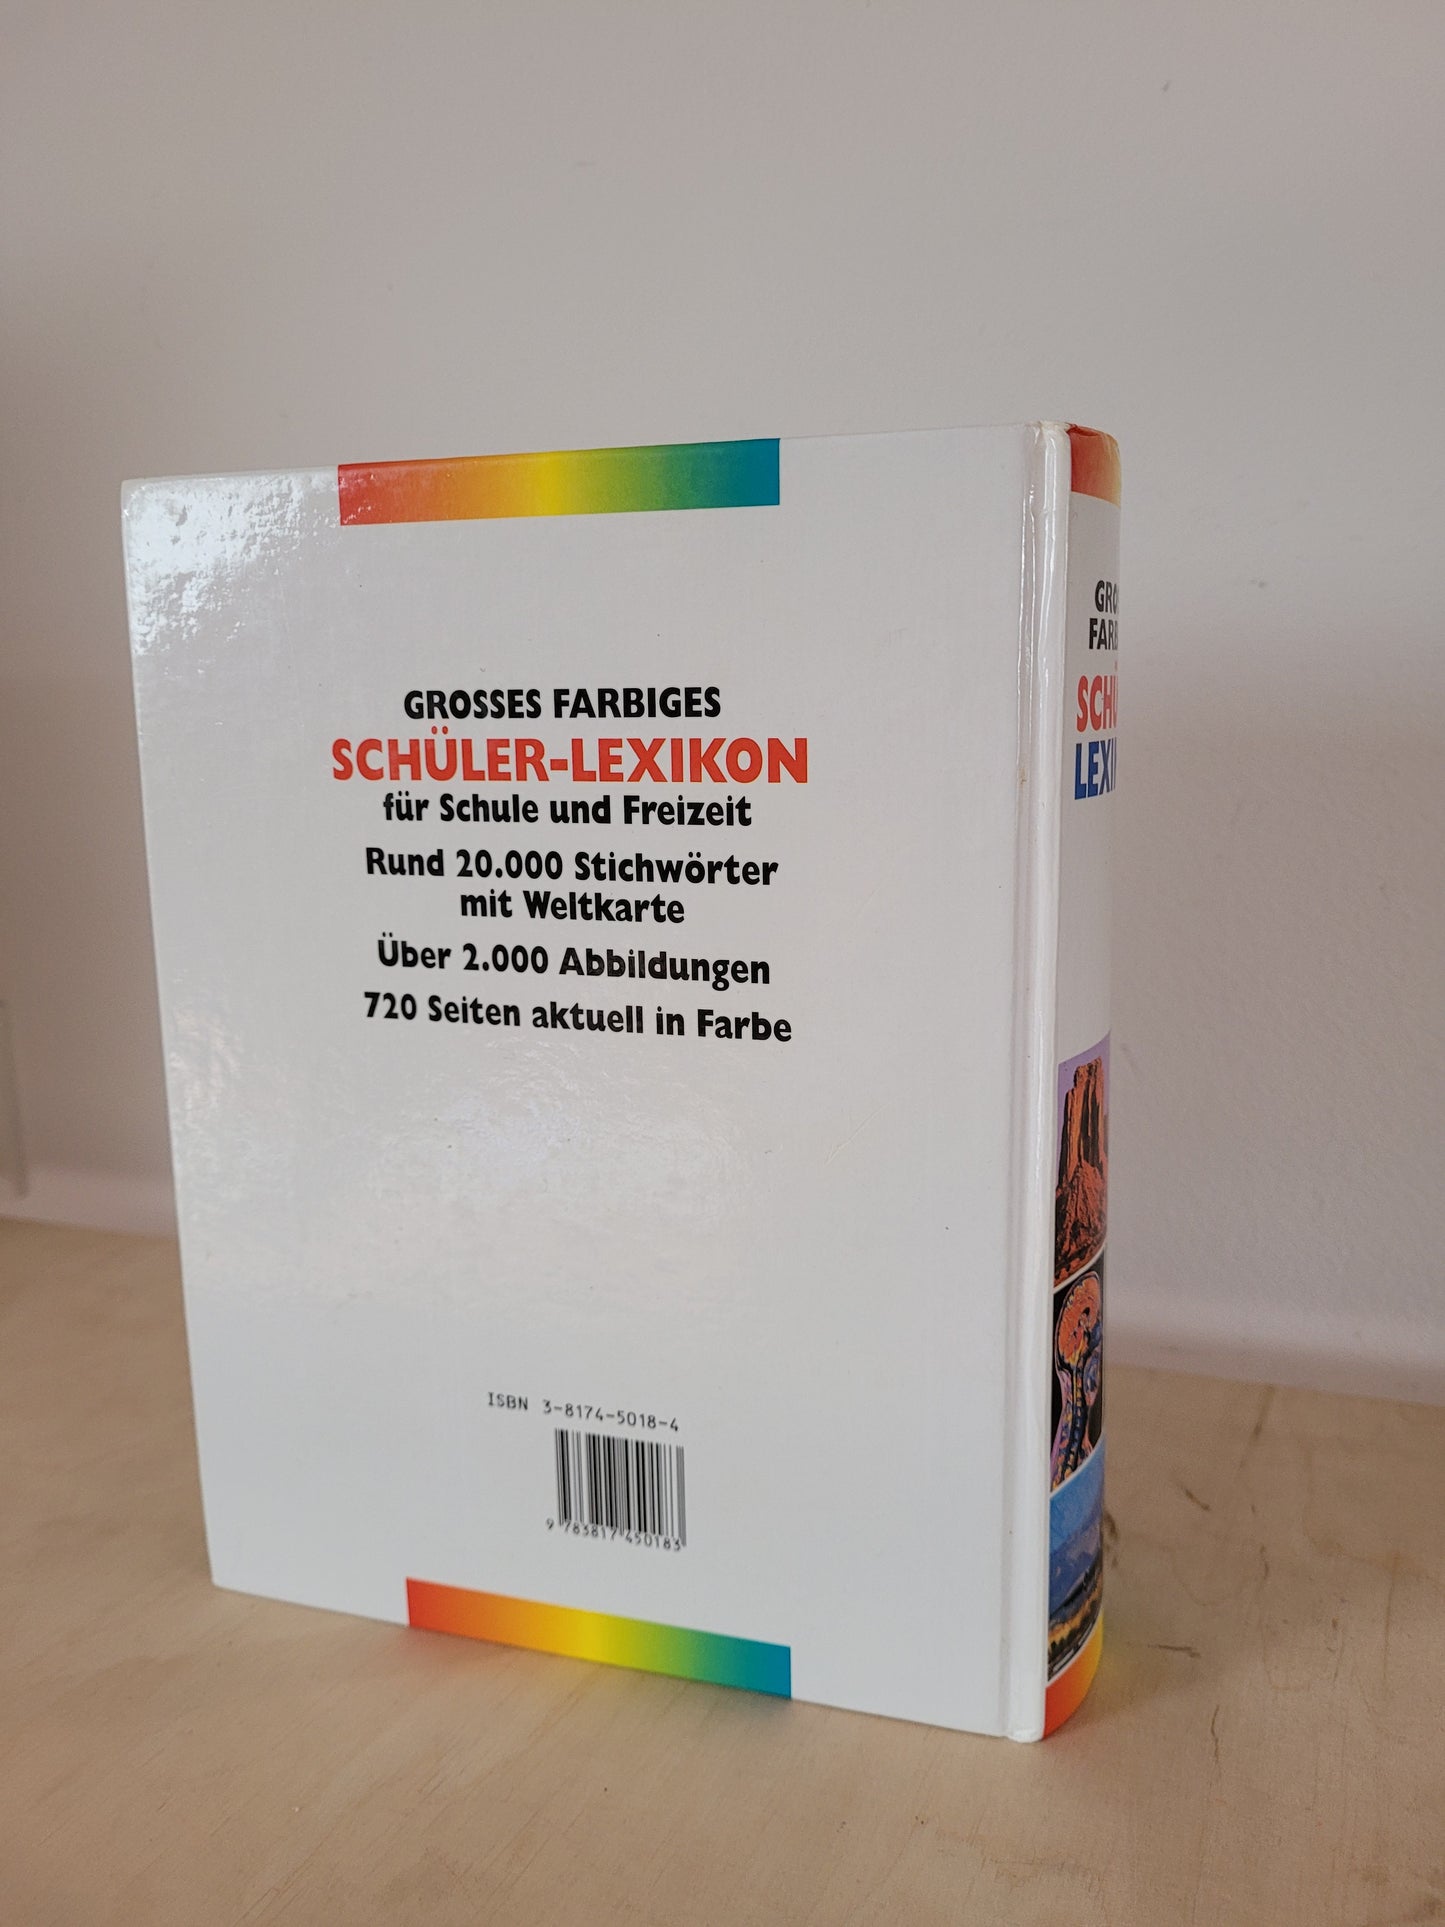 GROSSES FARBIGES
SCHÜLER-LEXIKON
für Schule und Freizeit
Rund 20.000 Stichwörter
mit Weltkarte
Über 2.000 Abbildungen
720 Seiten aktuell in Farbe
ISBN 3-8174-5018-4
9 783817 450183